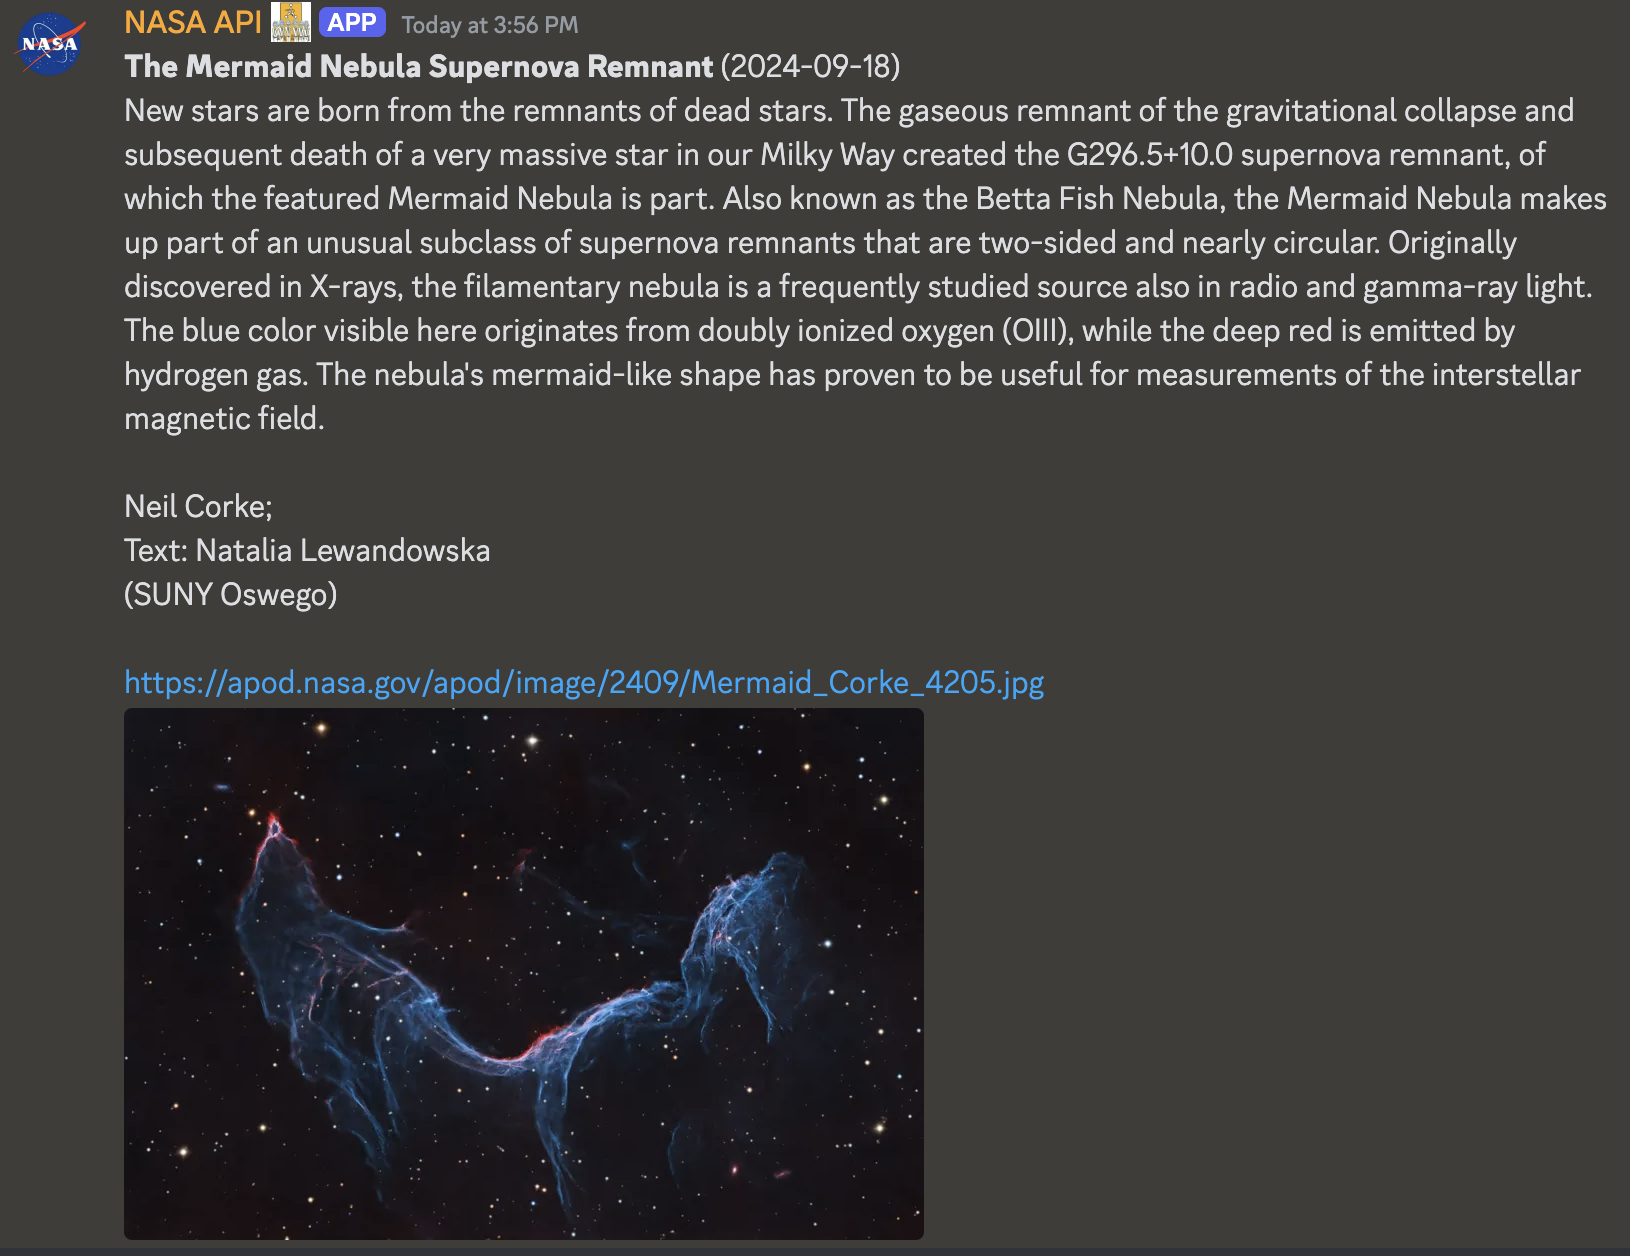 NASA
NASA API APP Today at 3:56 PM
The Mermaid Nebula Supernova Remnant (2024-09-18)
New stars are born from the remnants of dead stars. The gaseous remnant of the gravitational collapse and
subsequent death of a very massive star in our Milky Way created the G296.5+10.0 supernova remnant, of
which the featured Mermaid Nebula is part. Also known as the Betta Fish Nebula, the Mermaid Nebula makes
up part of an unusual subclass of supernova remnants that are two-sided and nearly circular. Originally
discovered in X-rays, the filamentary nebula is a frequently studied source also in radio and gamma-ray light.
The blue color visible here originates from doubly ionized oxygen (OIII), while the deep red is emitted by
hydrogen gas. The nebula's mermaid-like shape has proven to be useful for measurements of the interstellar
magnetic field.
Neil Corke;
Text: Natalia Lewandowska
(SUNY Oswego)
https://apod.nasa.gov/apod/image/2409/Mermaid_Corke_4205.jpg